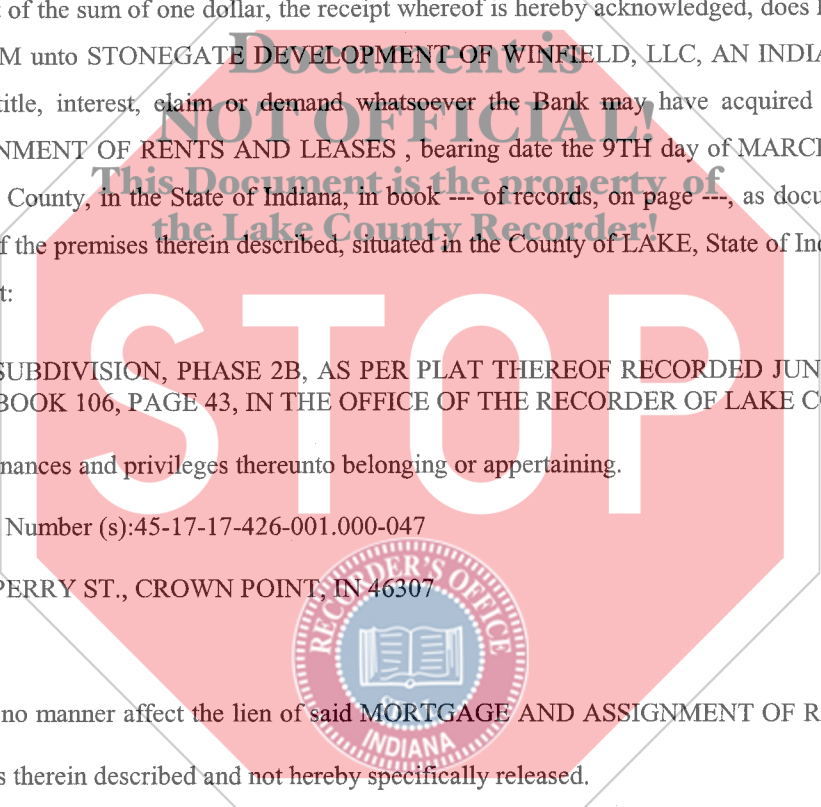 of the sum of one dollar, the receipt whereof is hereby acknowledged, does
M unto STONEGATE DEVELOPMENT OF WINFIELD, LLC, AN INDIA
Document is
title, interest, claim or demand whatsoever the Bank may have acquired
NOT OFFICIAL!
NMENT OF RENTS AND LEASES , bearing date the 9TH day of MARCH
This Document is the property of
County, in the State of Indiana, in book --- of records, on page ---, as docu
the Lake County Recorder!
f the premises therein described, situated in the County of LAKE, State of Ind
t:
STOP
SUBDIVISION, PHASE 2B, AS PER PLAT THEREOF RECORDED JUN
BOOK 106, PAGE 43, IN THE OFFICE OF THE RECORDER OF LAKE C
nances and privileges thereunto belonging or appertaining.
Number (s):45-17-17-426-001.000-047
PERRY ST., CROWN POINT, IN 46307
RECORDER'S OFFICE
INDIANA
no manner affect the lien of said MORTGAGE AND ASSIGNMENT OF R
s therein described and not hereby specifically released.